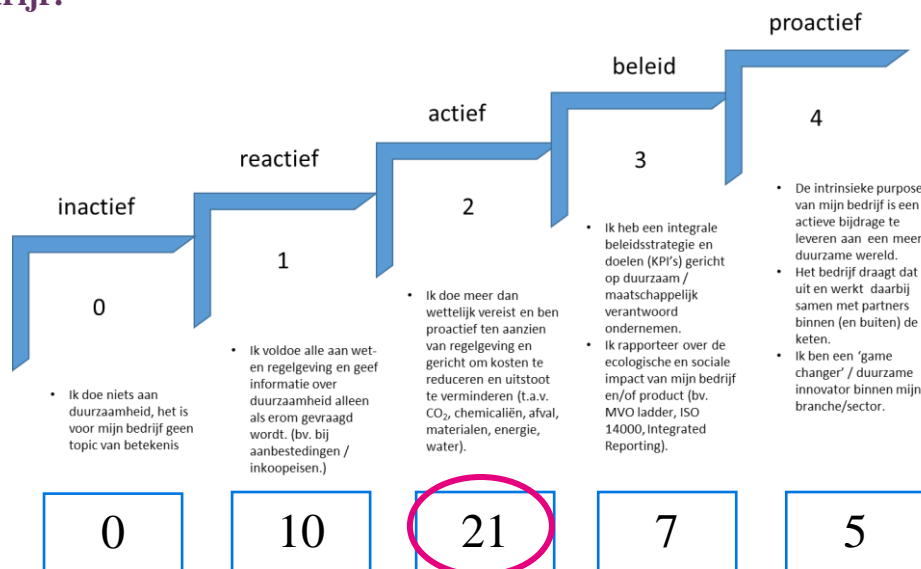 inactief
0
• Ik doe niets aan
duurzaamheid, het is
voor mijn bedrijf geen
topic van betekenis
0
reactief
1
• Ik voldoe alle aan wet-
en regelgeving en geef
informatie over
duurzaamheid alleen
als erom gevraagd
wordt. (bv. bij
aanbestedingen /
inkoopeisen.)
10
actief
2
• Ik doe meer dan
wettelijk vereist en ben
proactief ten aanzien
van regelgeving en
gericht om kosten te
reduceren en uitstoot
te verminderen (t.a.v.
CO₂, chemicaliën, afval,
materialen, energie,
water).
21
beleid
3
• Ik heb een integrale
beleidsstrategie en
doelen (KPI's) gericht
op duurzaam /
maatschappelijk
verantwoord
ondernemen.
• Ik rapporteer over de
ecologische en sociale
impact van mijn bedrijf
en/of product (bv.
MVO ladder, ISO
14000, Integrated
Reporting).
7
proactief
4
• De intrinsieke purpose
van mijn bedrijf is een
actieve bijdrage te
leveren aan een meer
duurzame wereld.
• Het bedrijf draagt dat
uit en werkt daarbij
samen met partners
binnen (en buiten) de
keten.
• Ik ben een 'game
changer' / duurzame
innovator binnen mijn
branche/sector.
5